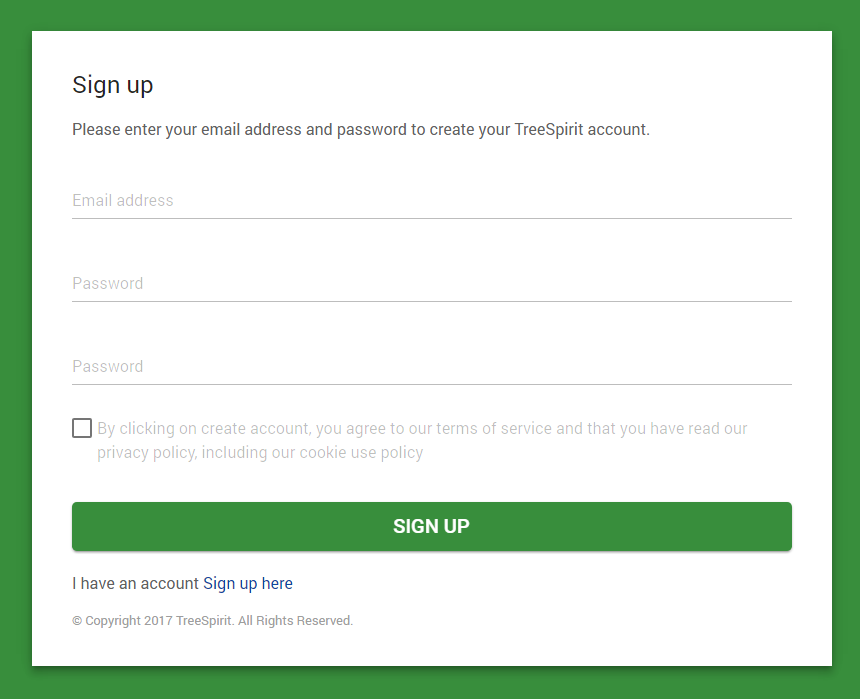 Sign up
Please enter your email address and password to create your TreeSpirit account.
Email address
Password
Password
By clicking on create account, you agree to our terms of service and that you have read our
privacy policy, including our cookie use policy
SIGN UP
I have an account Sign up here
© Copyright 2017 TreeSpirit. All Rights Reserved.